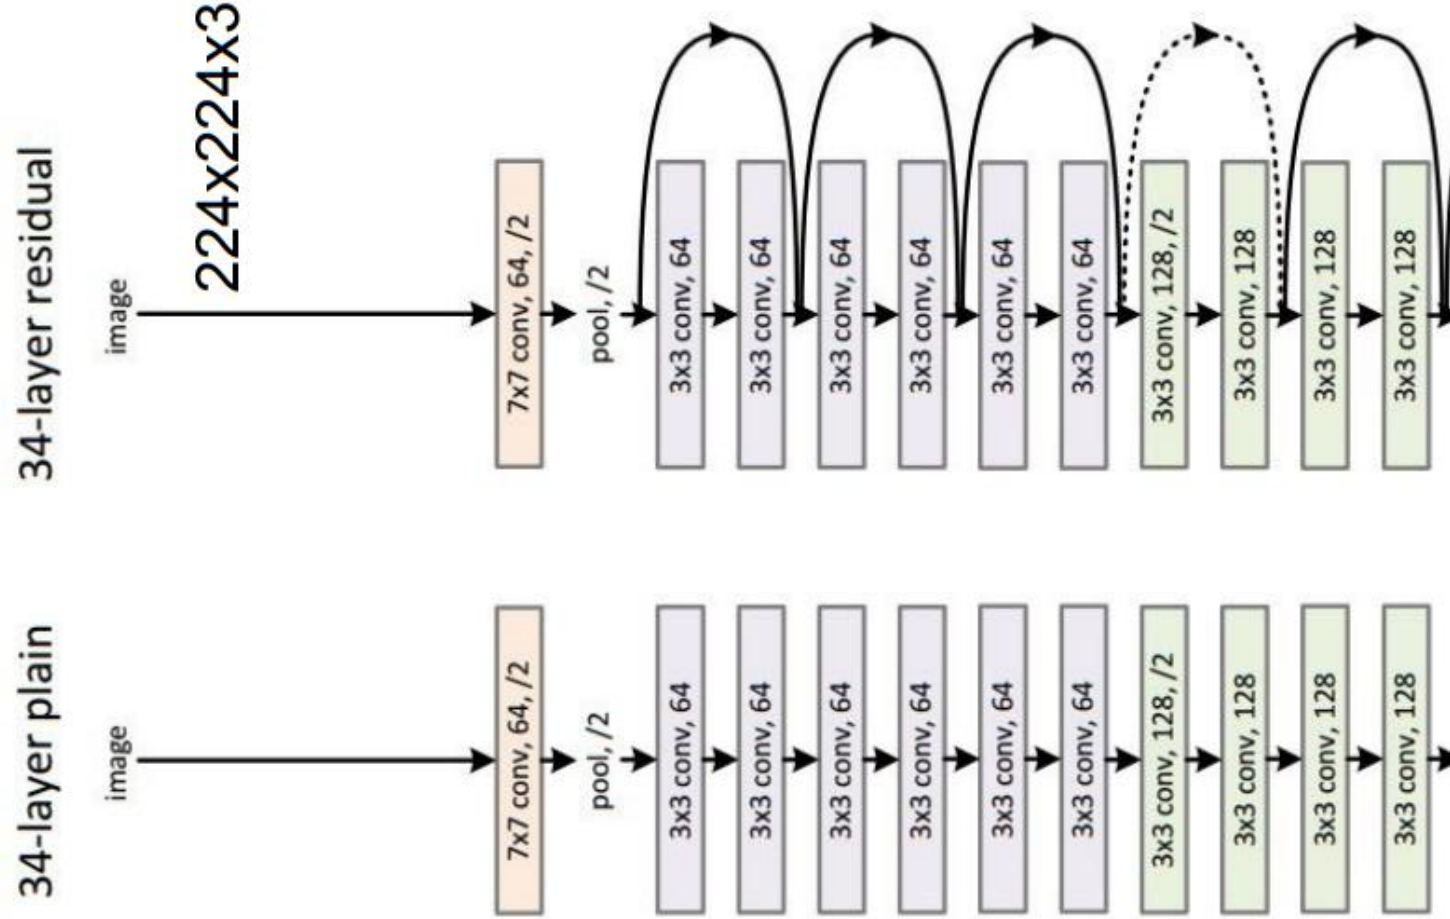 34-layer residual
image
224x224x3
7x7 conv, 64, /2
pool, /2
3x3 conv, 64
3x3 conv, 64
3x3 conv, 64
3x3 conv, 64
3x3 conv, 64
3x3 conv, 64
3x3 conv, 128, /2
3x3 conv, 128
3x3 conv, 128
3x3 conv, 128
34-layer plain
image
7x7 conv, 64, /2
pool, /2
3x3 conv, 64
3x3 conv, 64
3x3 conv, 64
3x3 conv, 64
3x3 conv, 64
3x3 conv, 64
3x3 conv, 128, /2
3x3 conv, 128
3x3 conv, 128
3x3 conv, 128